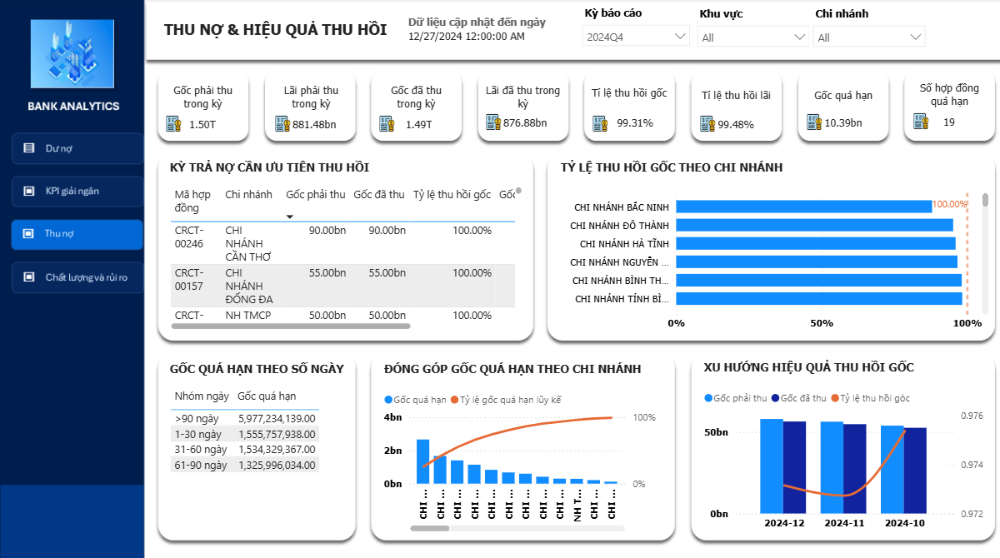 BANK ANALYTICS
Dư nợ
KPI giải ngân
Thu nợ
Chất lượng và rủi ro
THU NỢ & HIỆU QUẢ THU HỒI
Dữ liệu cập nhật đến ngày
12/27/2024 12:00:00 AM
Kỳ báo cáo
2024Q4
Khu vực
All
Chi nhánh
All
Gốc phải thu
trong kỳ
1.50T
Lãi phải thu
trong kỳ
881.48bn
Gốc đã thu
trong kỳ
1.49T
Lãi đã thu trong
kỳ
876.88bn
Tỉ lệ thu hồi gốc
99.31%
Tỉ lệ thu hồi lãi
99.48%
Gốc quá hạn
10.39bn
Số hợp đồng
quá hạn
19
KỲ TRẢ NỢ CẦN ƯU TIÊN THU HỒI
Mã hợp
đồng
Chi nhánh
Gốc phải thu
Gốc đã thu
Tỷ lệ thu hồi gốc
CRCT-
00246
CHI
NHÁNH
CẦN THƠ
90.00bn
90.00bn
100.00%
CRCT-
00157
CHI
NHÁNH
ĐỐNG ĐA
55.00bn
55.00bn
100.00%
CRCT-
NH TMCP
50.00bn
50.00bn
100.00%
TỶ LỆ THU HỒI GỐC THEO CHI NHÁNH
100.00%
CHI NHÁNH BẮC NINH
CHI NHÁNH ĐÔ THÀNH
CHI NHÁNH HÀ TĨNH
CHI NHÁNH NGUYỄN ...
CHI NHÁNH BÌNH TH...
CHI NHÁNH TỈNH BÌ...
0%
50%
100%
GỐC QUÁ HẠN THEO SỐ NGÀY
Nhóm ngày
Gốc quá hạn
>90 ngày 5,977,234,139.00
1-30 ngày 1,555,757,938.00
31-60 ngày 1,534,329,367.00
61-90 ngày 1,325,996,034.00
ĐÓNG GÓP GỐC QUÁ HẠN THEO CHI NHÁNH
Gốc quá hạn
Tỷ lệ gốc quá hạn lũy kế
4bn
2bn
0bn
100%
0%
CHI ...
CHI ...
CHI ...
CHI ...
CHI ...
CHI ...
CHI ...
CHI ...
CHI ...
NH T...
CHI ...
CHI ...
XU HƯỚNG HIỆU QUẢ THU HỒI GỐC
Gốc phải thu
Gốc đã thu
Tỷ lệ thu hồi gốc
50bn
0bn
0.976
0.974
0.972
2024-12
2024-11
2024-10